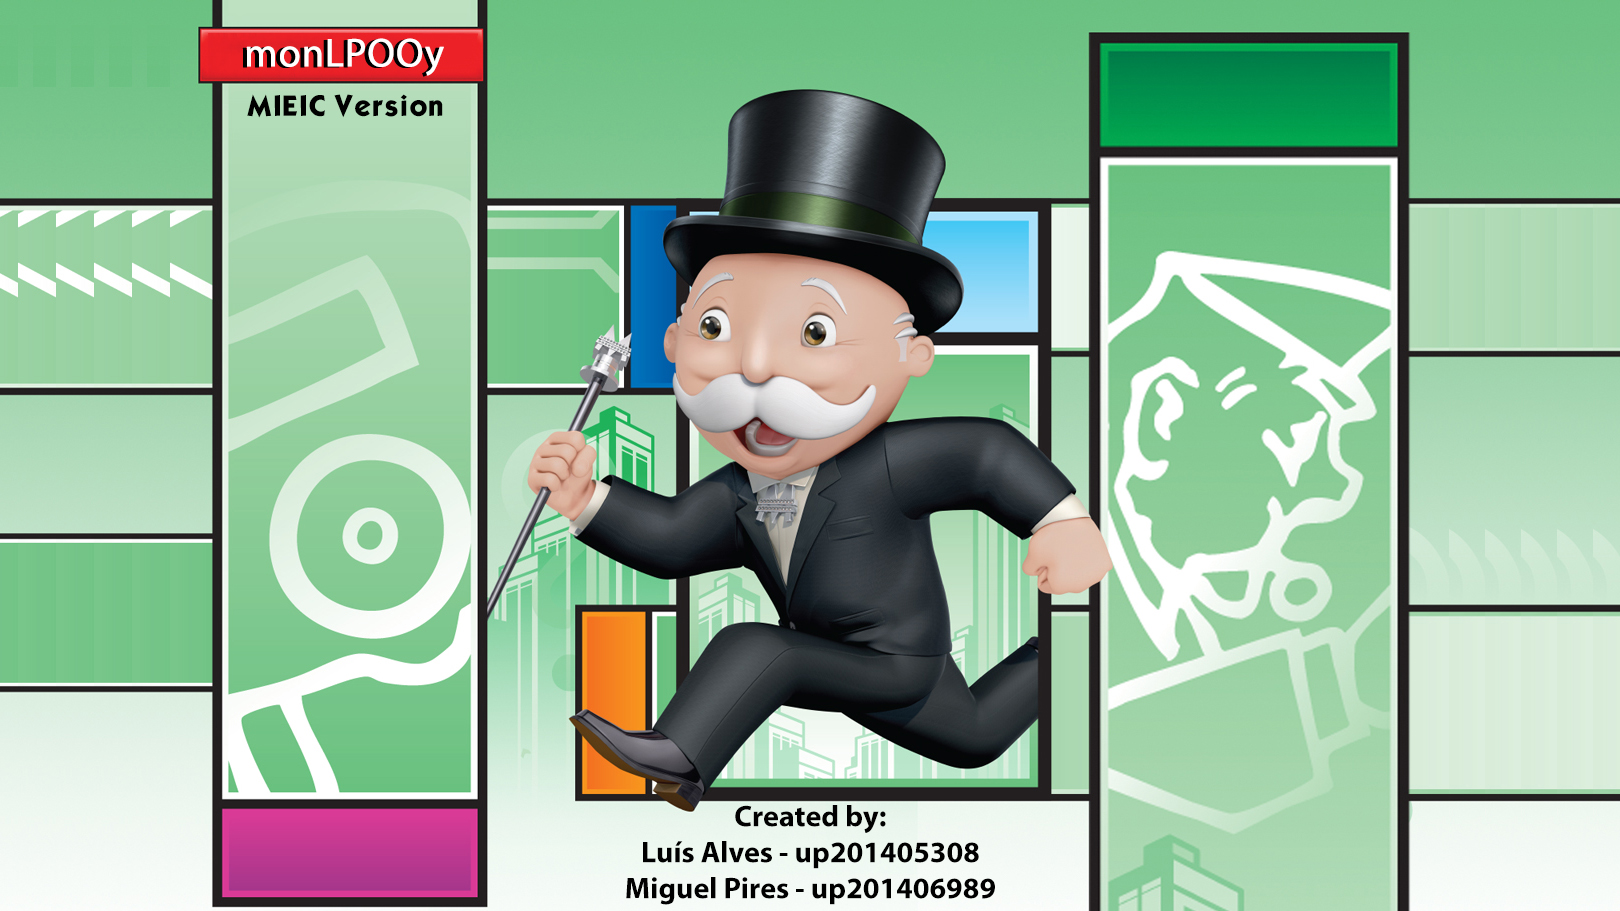 monLPOOy
MIEIC Version
Created by:
Luís Alves - up201405308
Miguel Pires - up201406989